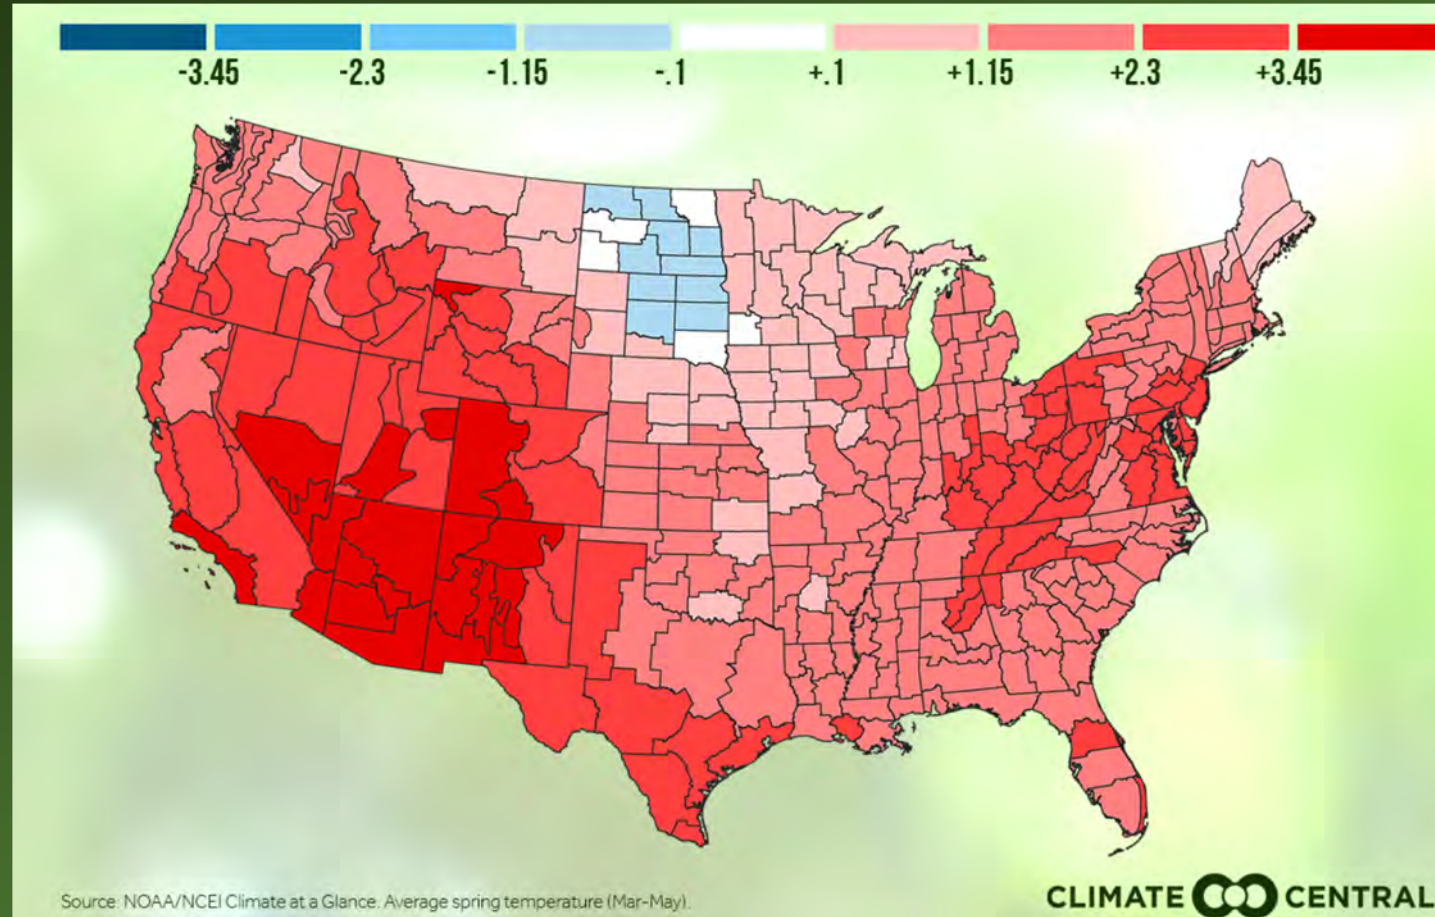 -3.45 -2.3 -1.15 -.1 +.1 +1.15 +2.3 +3.45
Source: NOAA/NCEI Climate at a Glance. Average spring temperature (Mar-May).
CLIMATE CENTRAL